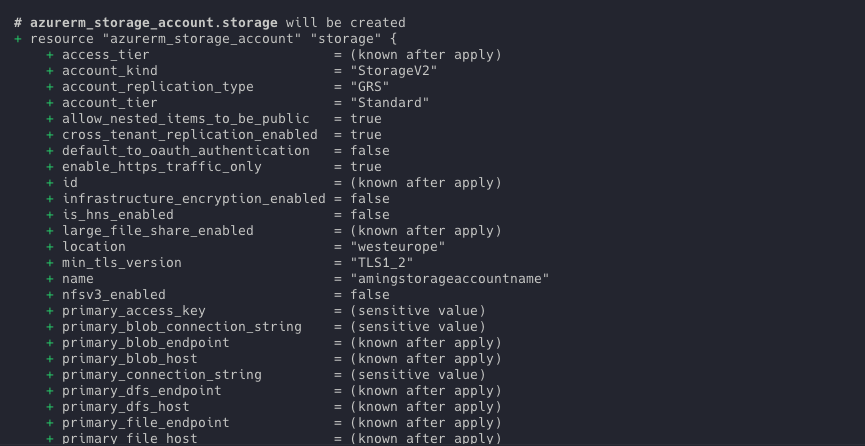 # azurerm_storage_account.storage will be created
+ resource "azurerm_storage_account" "storage" {
    + access_tier                       = (known after apply)
    + account_kind                      = "StorageV2"
    + account_replication_type          = "GRS"
    + account_tier                      = "Standard"
    + allow_nested_items_to_be_public   = true
    + cross_tenant_replication_enabled  = true
    + default_to_oauth_authentication   = false
    + enable_https_traffic_only         = true
    + id                                = (known after apply)
    + infrastructure_encryption_enabled = false
    + is_hns_enabled                    = false
    + large_file_share_enabled          = (known after apply)
    + location                          = "westeurope"
    + min_tls_version                   = "TLS1_2"
    + name                              = "amingstorageaccountname"
    + nfsv3_enabled                     = false
    + primary_access_key                = (sensitive value)
    + primary_blob_connection_string    = (sensitive value)
    + primary_blob_endpoint             = (known after apply)
    + primary_blob_host                 = (known after apply)
    + primary_connection_string         = (sensitive value)
    + primary_dfs_endpoint              = (known after apply)
    + primary_dfs_host                  = (known after apply)
    + primary_file_endpoint             = (known after apply)
    + primary_file_host                 = (known after apply)